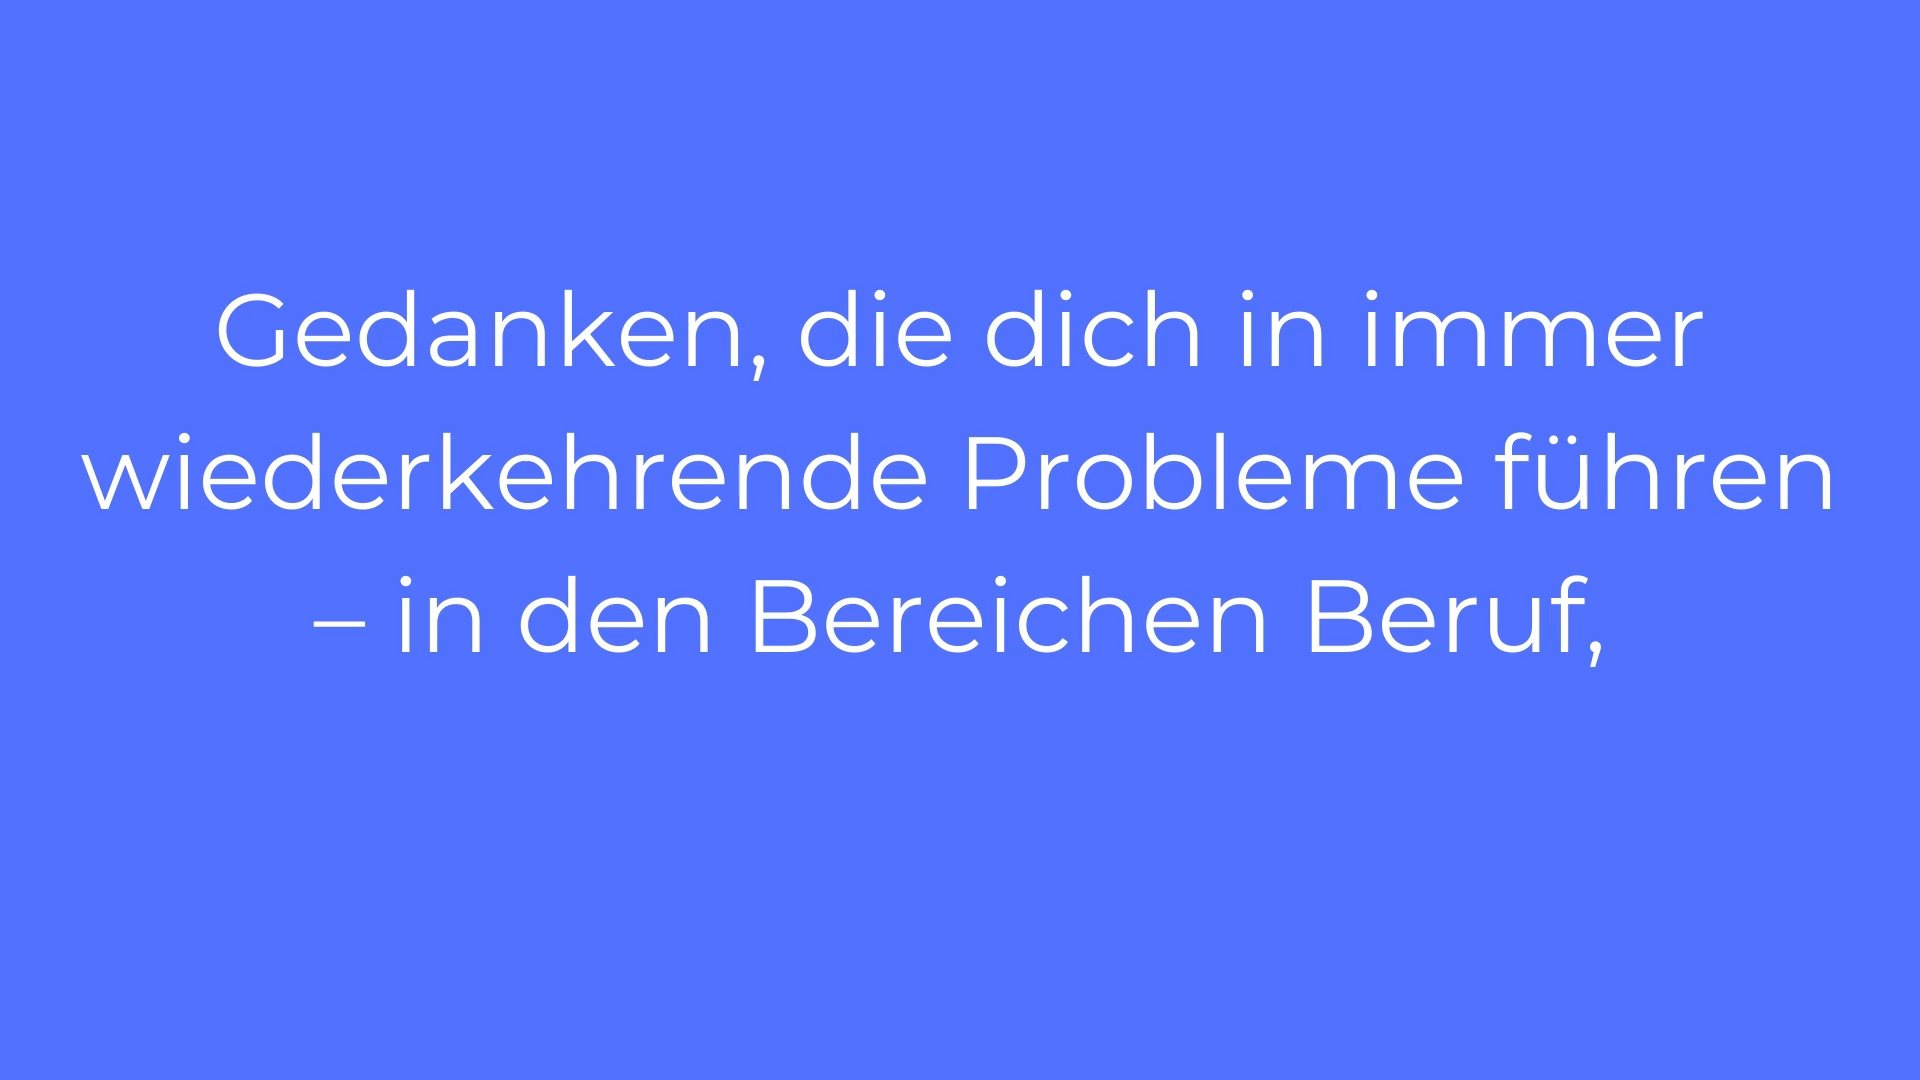 Gedanken, die dich in immer
wiederkehrende Probleme führen
– in den Bereichen Beruf,